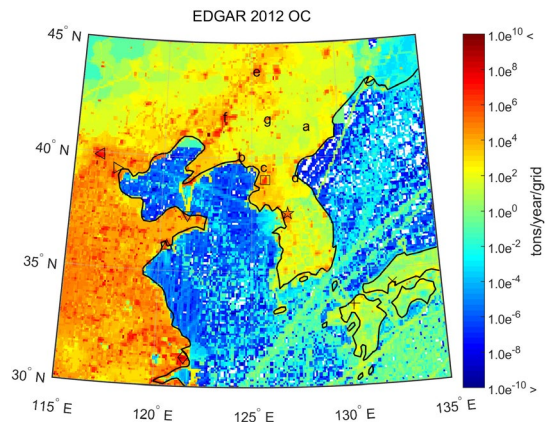 EDGAR 2012 OC
45° N
40° N
35° N
30° N
115° E
120° E
125° E
130° E
135° E
e
f
g
a
b
c
d
1.0e¹⁰ <
1.0e⁸
1.0e⁶
1.0e⁴
1.0e²
1.0e⁰
1.0e⁻²
1.0e⁻⁴
1.0e⁻⁶
1.0e⁻⁸
1.0e⁻¹⁰ >
tons/year/grid